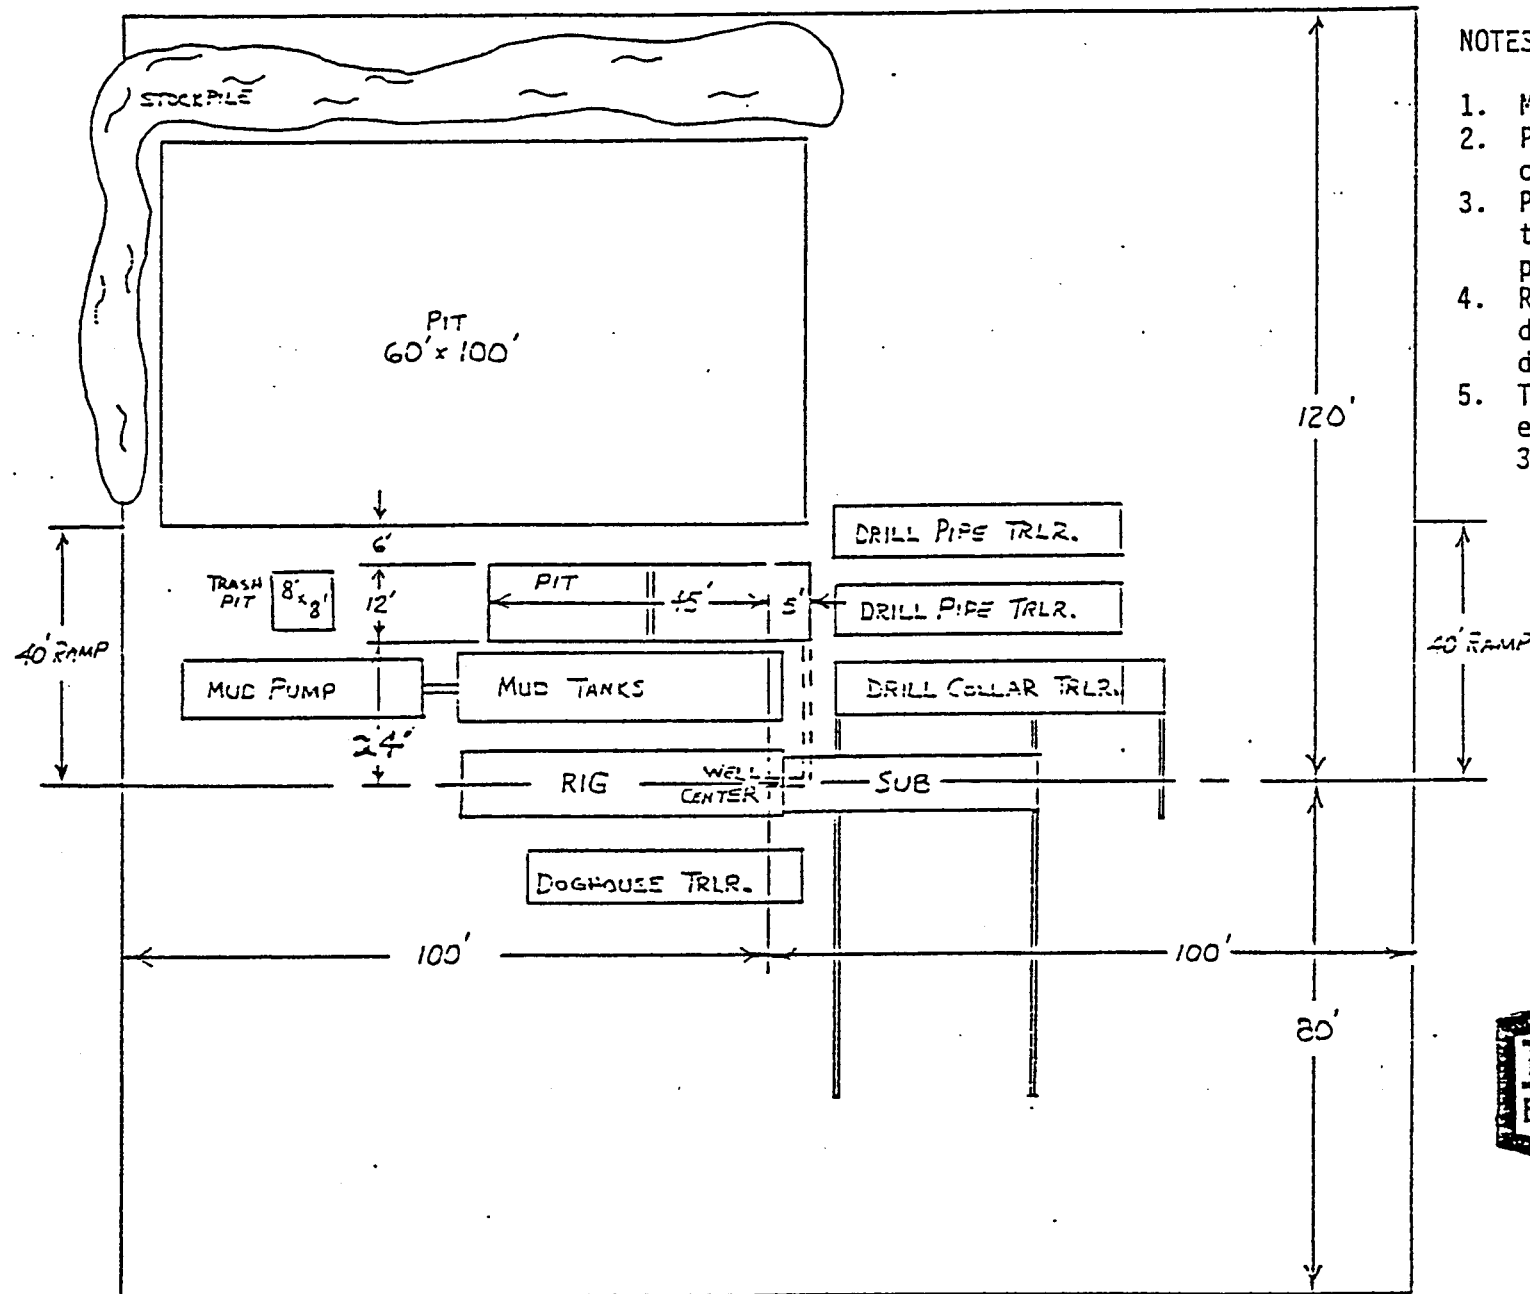 STOCKPILE
PIT
60' x 100'
120'
6'
TRASH
PIT
8'
x 8'
12'
PIT
45'
5'
DRILL PIPE TRLR.
DRILL PIPE TRLR.
40' RAMP
40' RAMP
MUD PUMP
MUD TANKS
DRILL COLLAR TRLR.
24'
RIG
WELL
CENTER
SUB
DOGHOUSE TRLR.
100'
100'
80'
NOTES
1. M
2. P
o
3. P
t
p
4. R
d
d
5. T
e
3